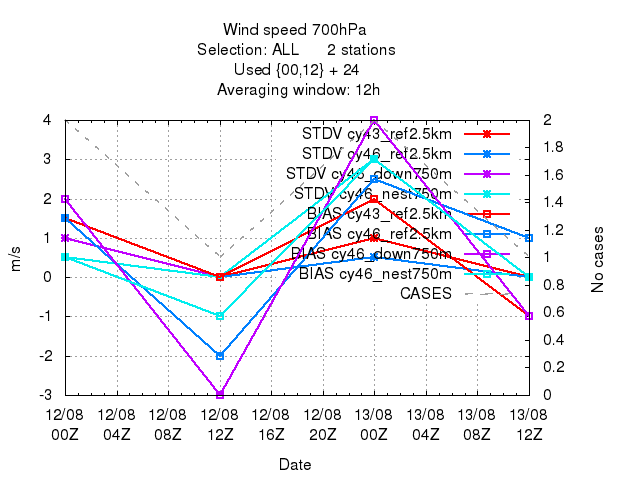 Wind speed 700hPa
Selection: ALL 2 stations
Used {00,12} + 24
Averaging window: 12h
STDV cy43_ref2.5km
STDV cy46_ref2.5km
STDV cy46_down750m
STDV cy46_nest750m
BIAS cy43_ref2.5km
BIAS cy46_ref2.5km
BIAS cy46_down750m
BIAS cy46_nest750m
CASES
m/s
4
3
2
1
0
-1
-2
-3
No cases
2
1.8
1.6
1.4
1.2
1
0.8
0.6
0.4
0.2
0
12/08 12/08 12/08 12/08 12/08 12/08 13/08 13/08 13/08 13/08
00Z 04Z 08Z 12Z 16Z 20Z 00Z 04Z 08Z 12Z
Date